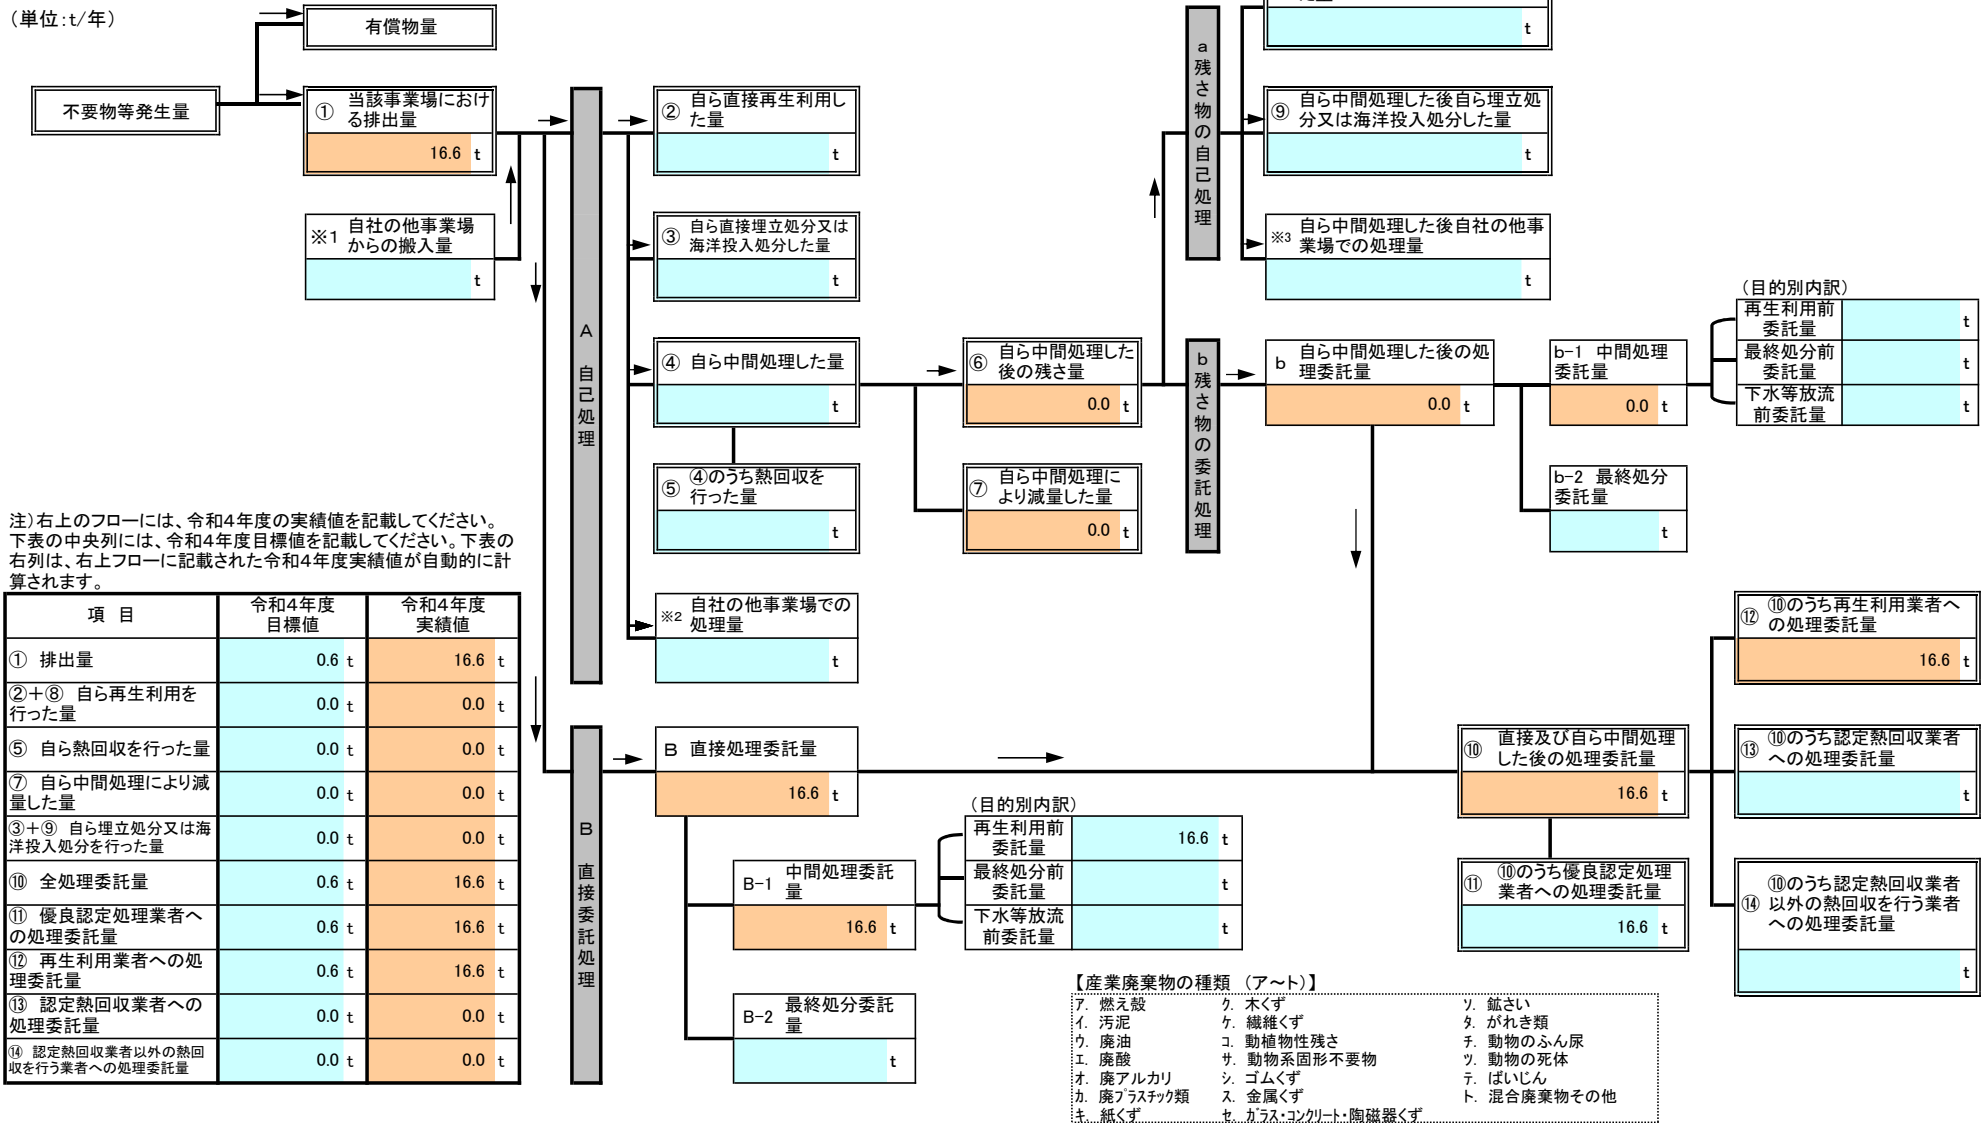 （単位：t/年）
有償物量
不要物等発生量
① 当該事業場におけ
る排出量
16.6 t
※1 自社の他事業場
からの搬入量
t
A 自己処理
② 自ら直接再生利用し
た量
t
③ 自ら直接埋立処分又は
海洋投入処分した量
t
④ 自ら中間処理した量
t
⑤ ④のうち熱回収を
行った量
t
※2 自社の他事業場での
処理量
t
⑥ 自ら中間処理した
後の残さ量
0.0 t
⑦ 自ら中間処理に
より減量した量
0.0 t
a 残さ物の自己処理
t
⑨ 自ら中間処理した後自ら埋立処
分又は海洋投入処分した量
t
※3 自ら中間処理した後自社の他事
業場での処理量
t
b 残さ物の委託処理
b 自ら中間処理した後の処
理委託量
0.0 t
b-1 中間処理
委託量
0.0 t
b-2 最終処分
委託量
t
（目的別内訳）
再生利用前
委託量
t
最終処分前
委託量
t
下水等放流
前委託量
t
注）右上のフローには、令和4年度の実績値を記載してください。
下表の中央列には、令和4年度目標値を記載してください。下表の
右列は、右上フローに記載された令和4年度実績値が自動的に計
算されます。
項 目
令和4年度
目標値
令和4年度
実績値
① 排出量 0.6 t 16.6 t
②＋⑧ 自ら再生利用を
行った量 0.0 t 0.0 t
⑤ 自ら熱回収を行った量 0.0 t 0.0 t
⑦ 自ら中間処理により減
量した量 0.0 t 0.0 t
③＋⑨ 自ら埋立処分又は海
洋投入処分を行った量 0.0 t 0.0 t
⑩ 全処理委託量 0.6 t 16.6 t
⑪ 優良認定処理業者へ
の処理委託量 0.6 t 16.6 t
⑫ 再生利用業者への処
理委託量 0.6 t 16.6 t
⑬ 認定熱回収業者への
処理委託量 0.0 t 0.0 t
⑭ 認定熱回収業者以外の熱回
収を行う業者への処理委託量 0.0 t 0.0 t
B 直接委託処理
B 直接処理委託量
16.6 t
B-1 中間処理委託
量
16.6 t
B-2 最終処分委託
量
t
（目的別内訳）
再生利用前
委託量
16.6 t
最終処分前
委託量
t
下水等放流
前委託量
t
⑩ 直接及び自ら中間処理
した後の処理委託量
16.6 t
⑪ ⑩のうち優良認定処理
業者への処理委託量
16.6 t
⑫ ⑩のうち再生利用業者へ
の処理委託量
16.6 t
⑬ ⑩のうち認定熱回収業者
への処理委託量
t
⑭ ⑩のうち認定熱回収業者
以外の熱回収を行う業者
への処理委託量
t
【産業廃棄物の種類 （ア～ト）】
ア. 燃え殻
イ. 汚泥
ウ. 廃油
エ. 廃酸
オ. 廃アルカリ
カ. 廃プラスチック類
キ. 紙くず
ク. 木くず
ケ. 繊維くず
コ. 動植物性残さ
サ. 動物系固形不要物
シ. ゴムくず
ス. 金属くず
セ. ガラス・コンクリート・陶磁器くず
ソ. 鉱さい
タ. がれき類
チ. 動物のふん尿
ツ. 動物の死体
テ. ばいじん
ト. 混合廃棄物その他